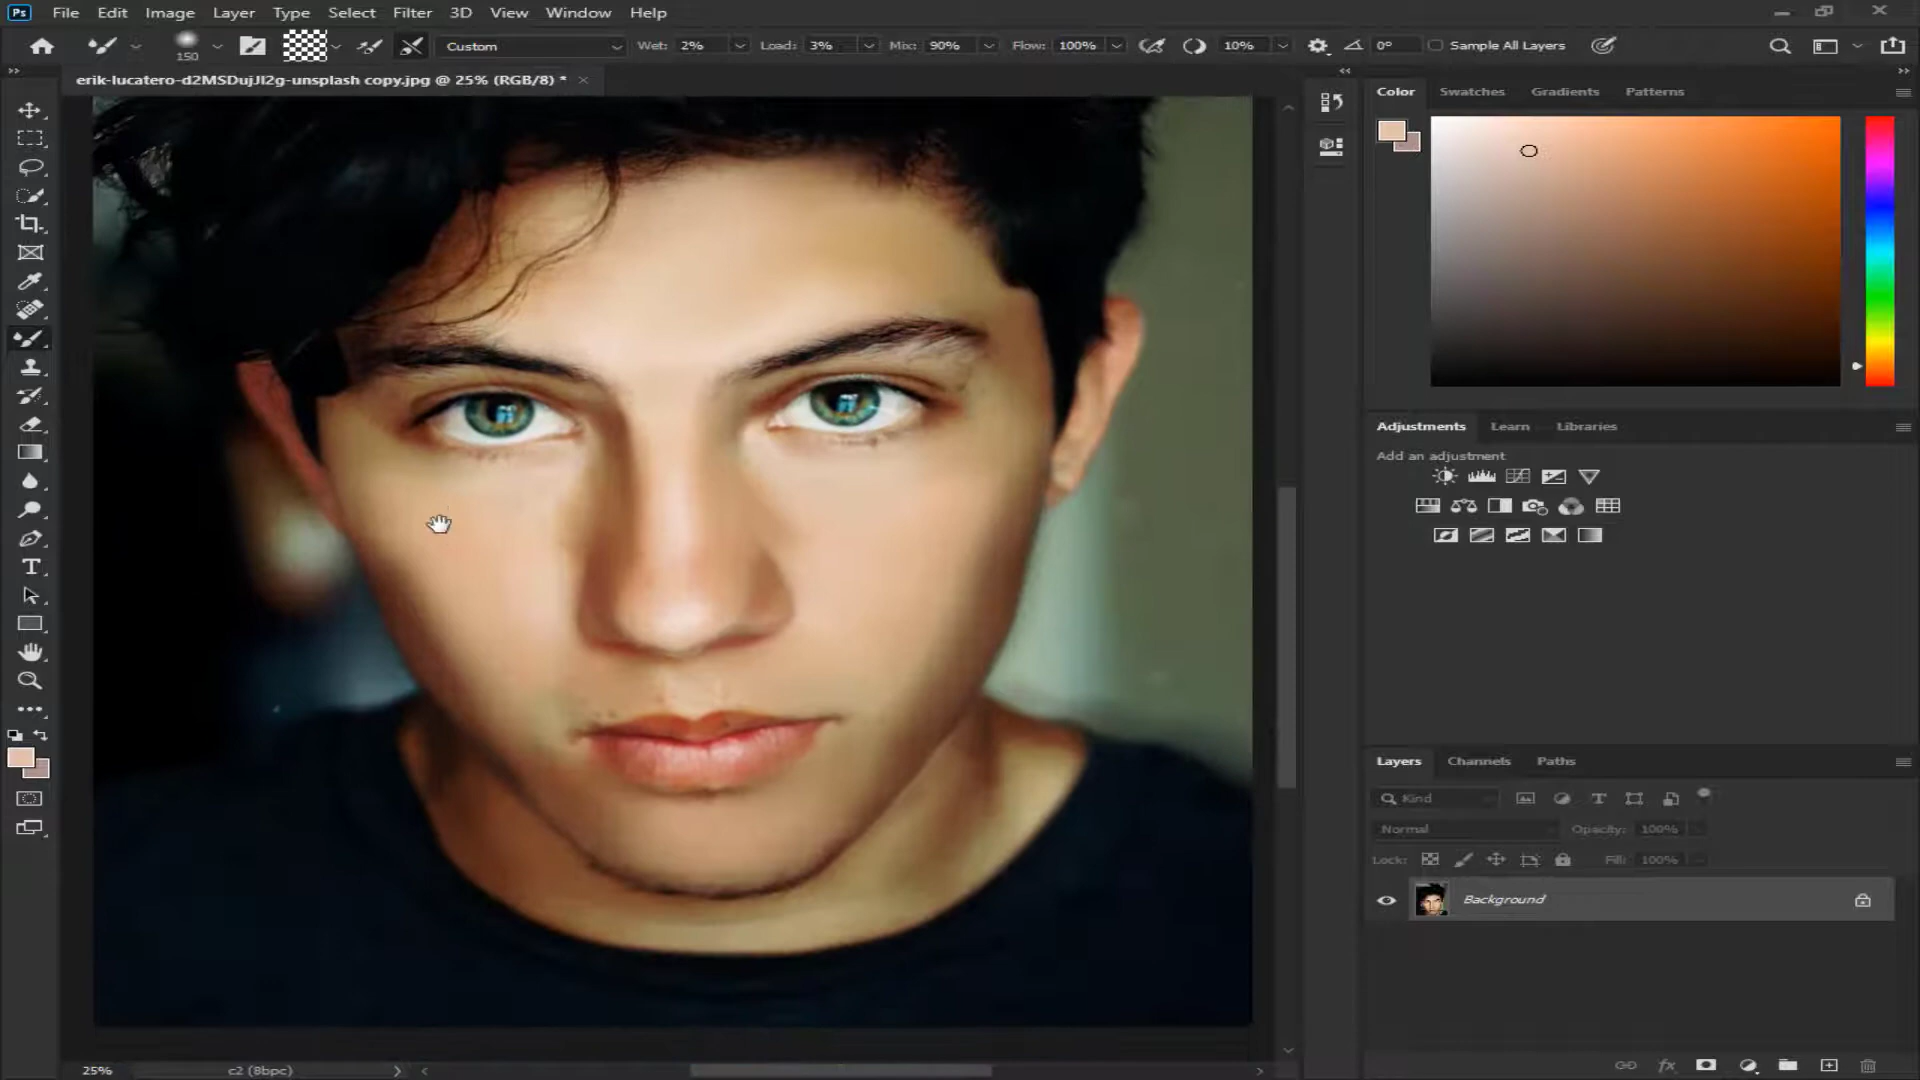 Ps File Edit Image Layer Type Select Filter 3D View Window Help
150 Custom Wet: 2% Load: 3% Mix: 90% Flow: 100% 10% 0° Sample All Layers
erik-lucatero-d2MSDujJl2g-unsplash copy.jpg @ 25% (RGB/8) *
Color Swatches Gradients Patterns
Adjustments Learn Libraries
Add an adjustment
Layers Channels Paths
Kind
Normal Opacity: 100%
Lock: Fill: 100%
Background
25% c2 (8bpc)